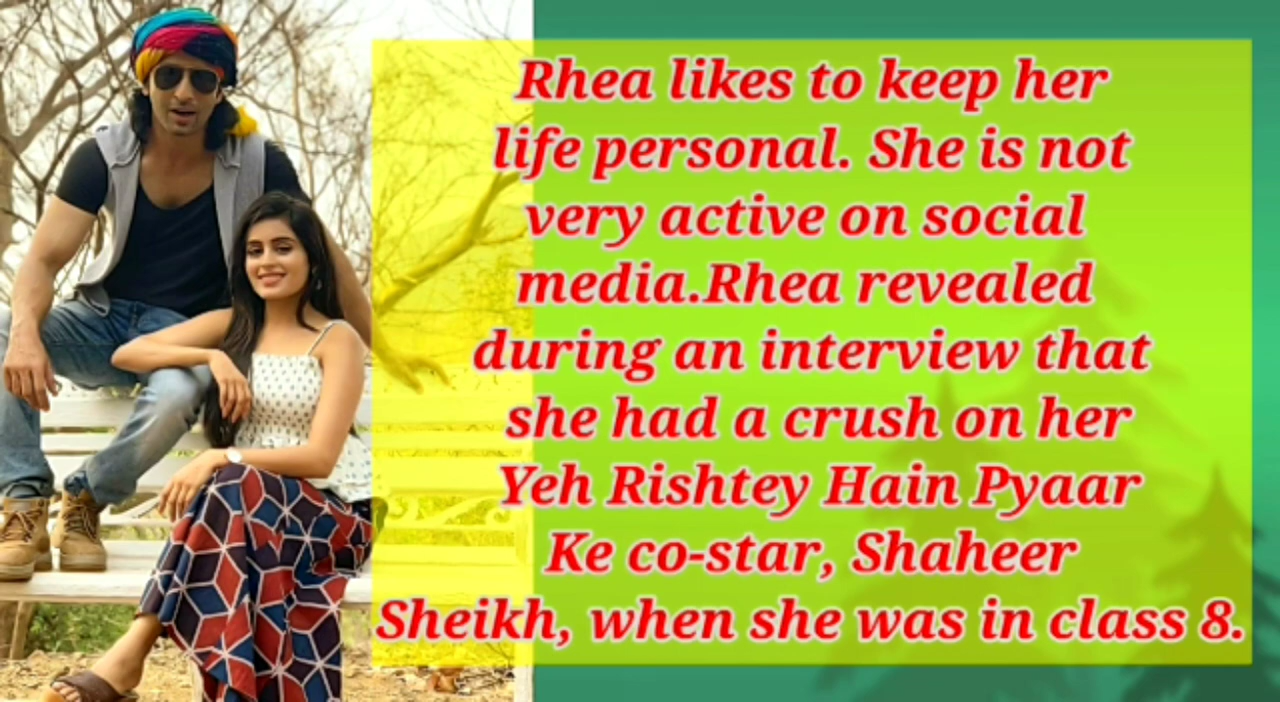 Rhea likes to keep her
life personal. She is not
very active on social
media.Rhea revealed
during an interview that
she had a crush on her
Yeh Rishtey Hain Pyaar
Ke co-star, Shaheer
Sheikh, when she was in class 8.